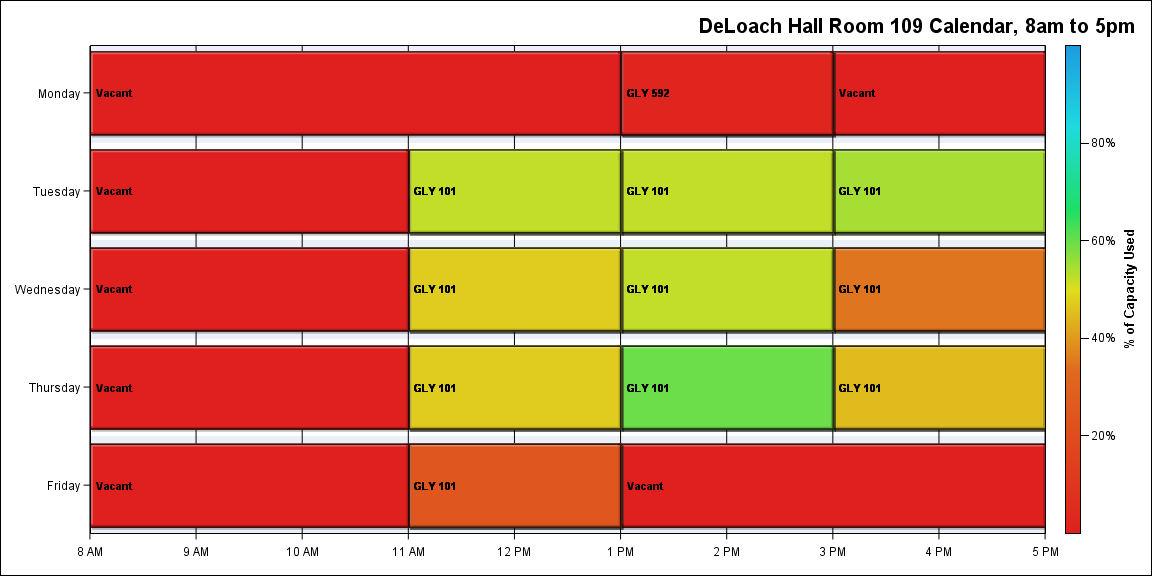 DeLoach Hall Room 109 Calendar, 8am to 5pm
Monday
Vacant
GLY 592
Vacant
Tuesday
Vacant
GLY 101
GLY 101
GLY 101
Wednesday
Vacant
GLY 101
GLY 101
GLY 101
Thursday
Vacant
GLY 101
GLY 101
GLY 101
Friday
Vacant
GLY 101
Vacant
8 AM
9 AM
10 AM
11 AM
12 PM
1 PM
2 PM
3 PM
4 PM
5 PM
80%
60%
40%
20%
% of Capacity Used